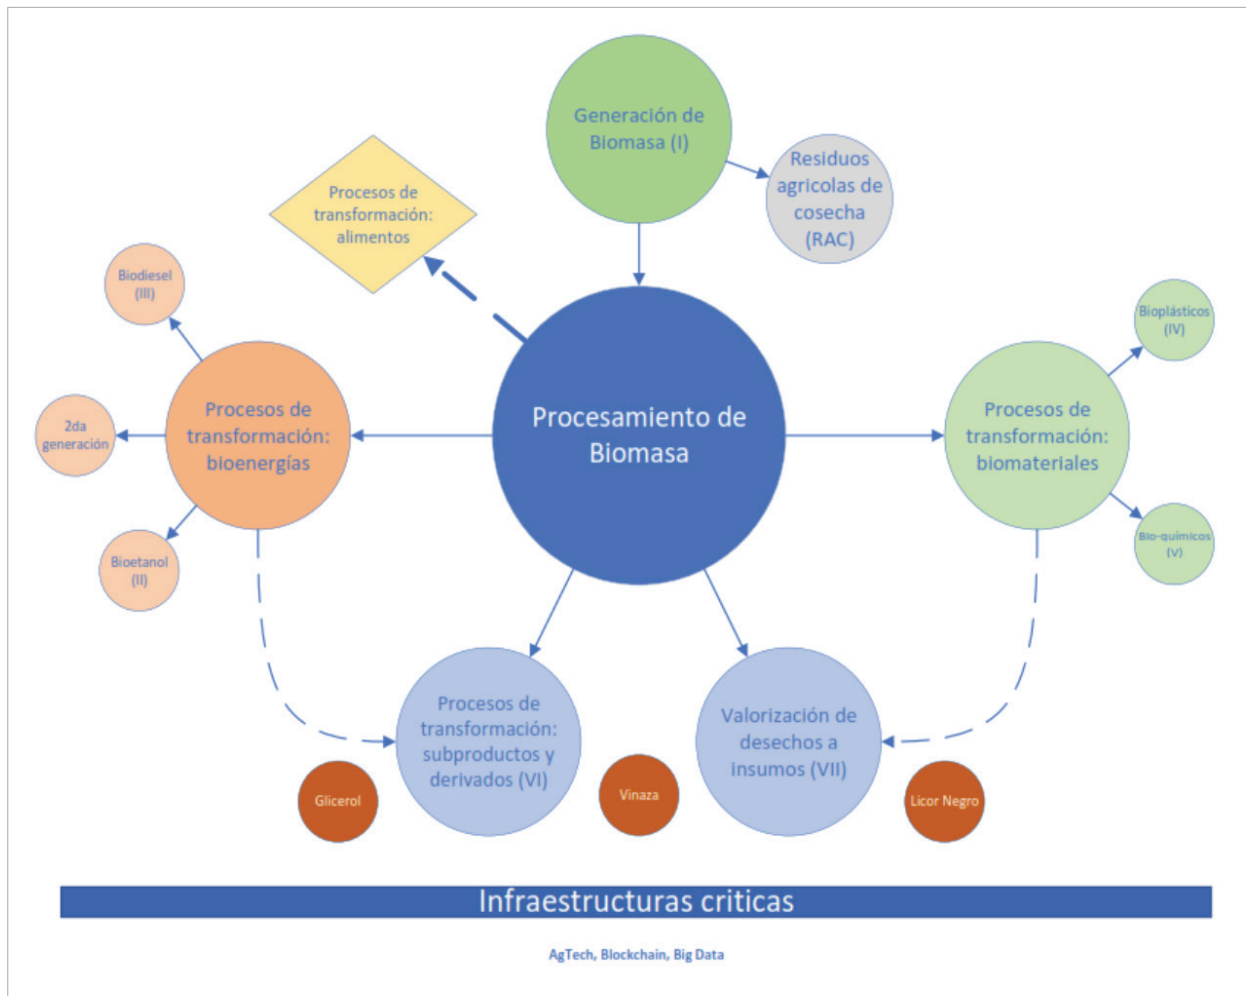 Generación de
Biomasa (I)
Residuos
agricolas de
cosecha
(RAC)
Procesos de
transformación:
alimentos
Biodiesel
(III)
Bioplásticos
(IV)
Procesos de
transformación:
bioenergías
2da
generación
Procesamiento de
Biomasa
Procesos de
transformación:
biomateriales
Bioetanol
(II)
Bio-químicos
(V)
Procesos de
transformación:
subproductos y
derivados (VI)
Valorización de
desechos a
insumos (VII)
Glicerol
Vinaza
Licor Negro
Infraestructuras criticas
AgTech, Blockchain, Big Data